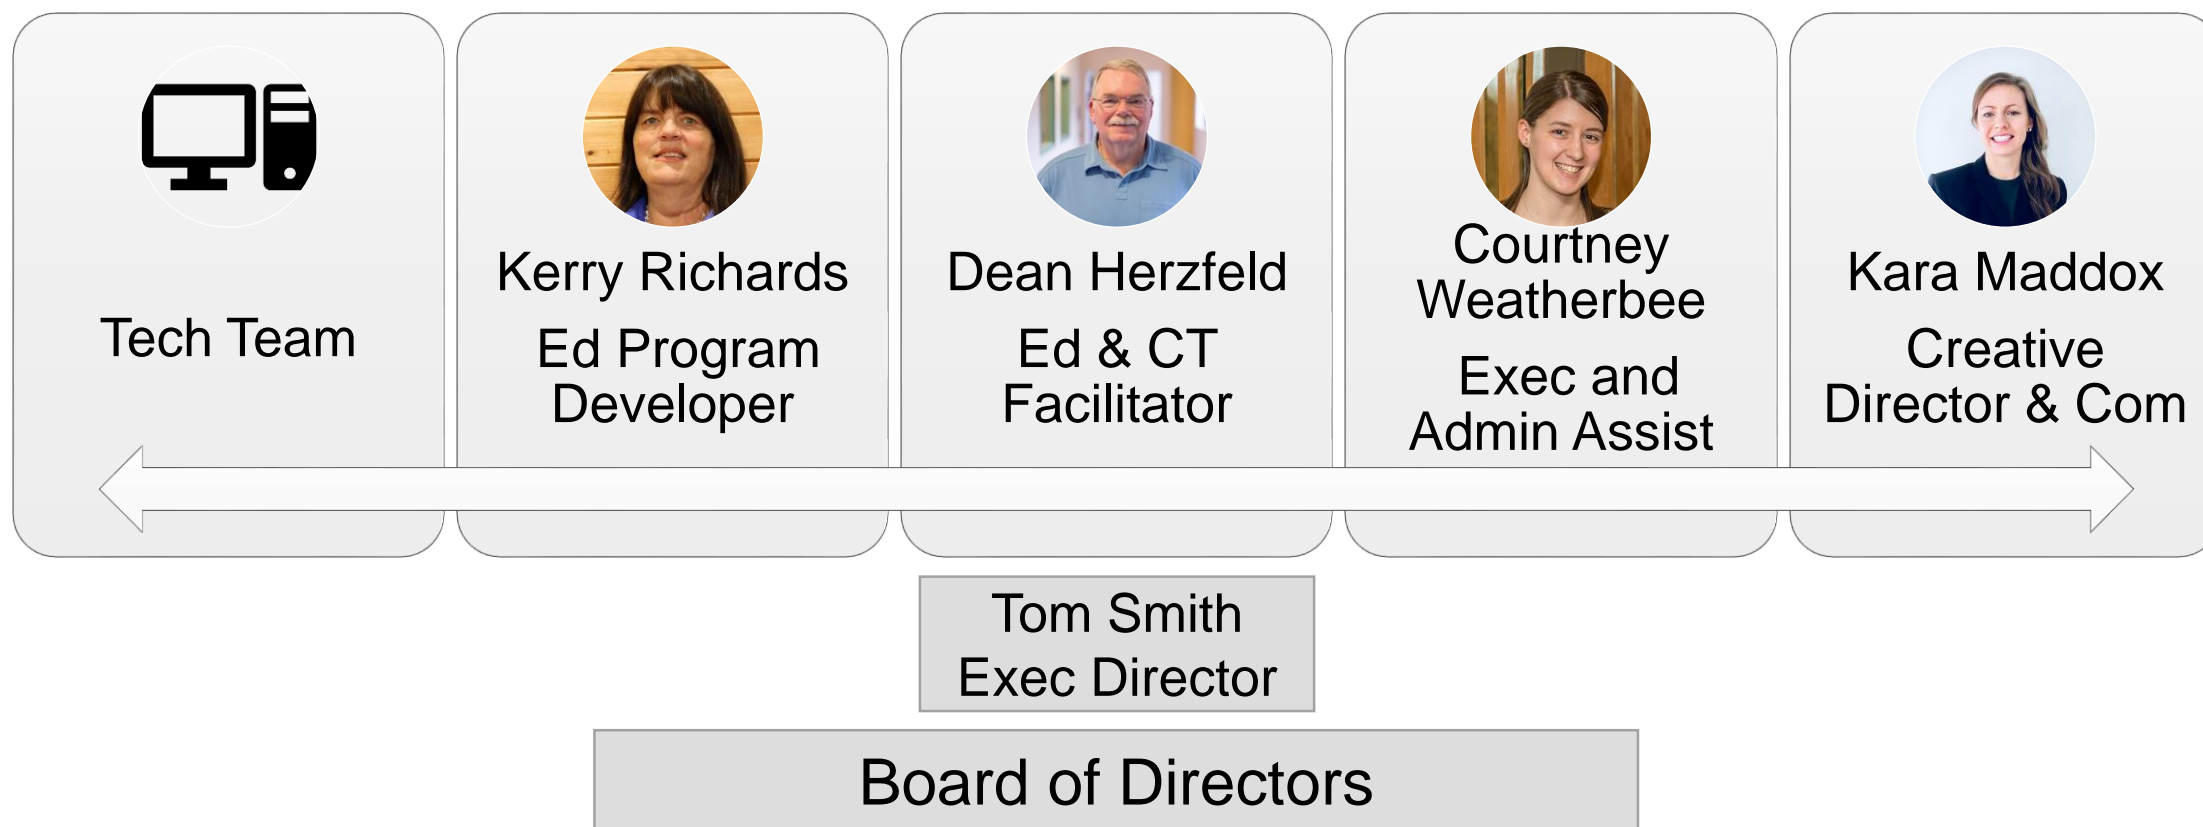 Tech Team
Kerry Richards
Ed Program
Developer
Dean Herzfeld
Ed & CT
Facilitator
Courtney
Weatherbee
Exec and
Admin Assist
Kara Maddox
Creative
Director & Com
Tom Smith
Exec Director
Board of Directors